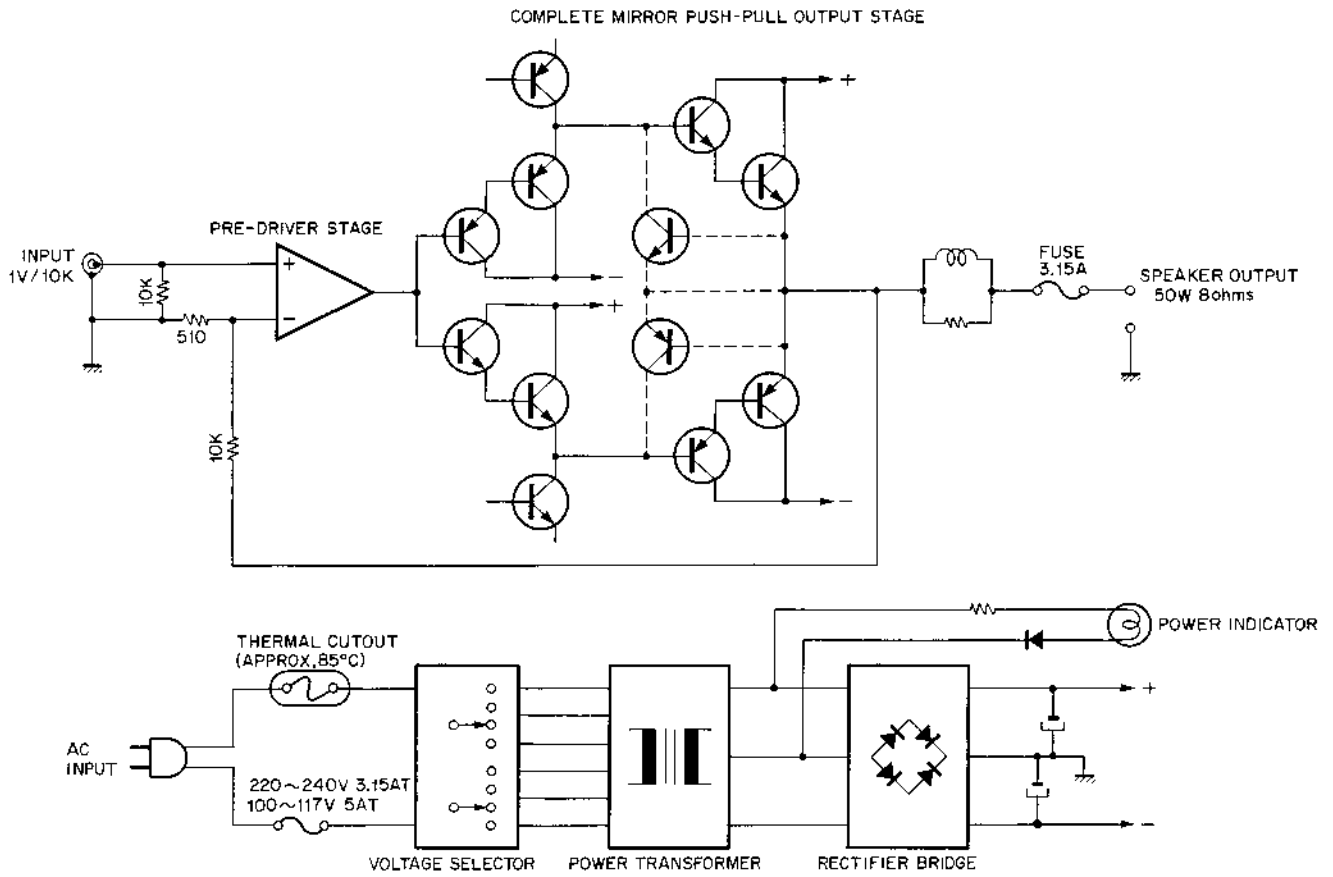 COMPLETE MIRROR PUSH-PULL OUTPUT STAGE
+
PRE-DRIVER STAGE
INPUT
1V/10K
10K
510
+
−
−
+
FUSE
3.15A
SPEAKER OUTPUT
50W 8ohms
10K
−
THERMAL CUTOUT
(APPROX,85°C)
POWER INDICATOR
+
AC
INPUT
220~240V 3.15AT
100~117V 5AT
−
VOLTAGE SELECTOR
POWER TRANSFORMER
RECTIFIER BRIDGE